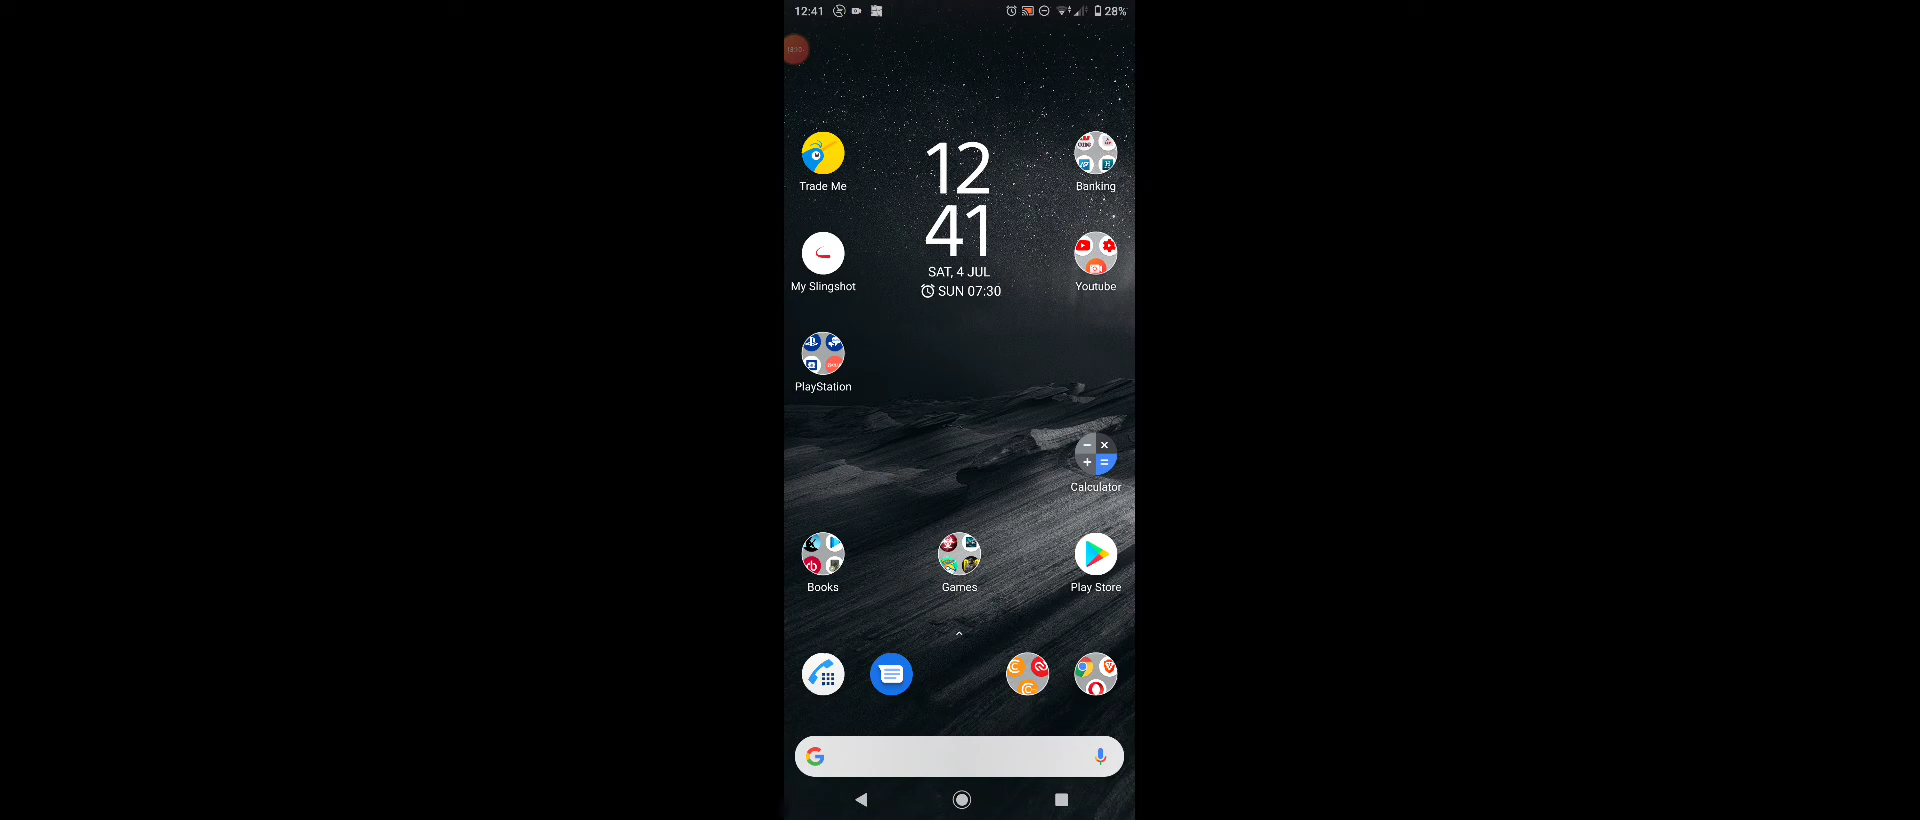 12:41
28%
12
41
SAT, 4 JUL
SUN 07:30
Trade Me
Banking
My Slingshot
Youtube
PlayStation
Calculator
Books
Games
Play Store